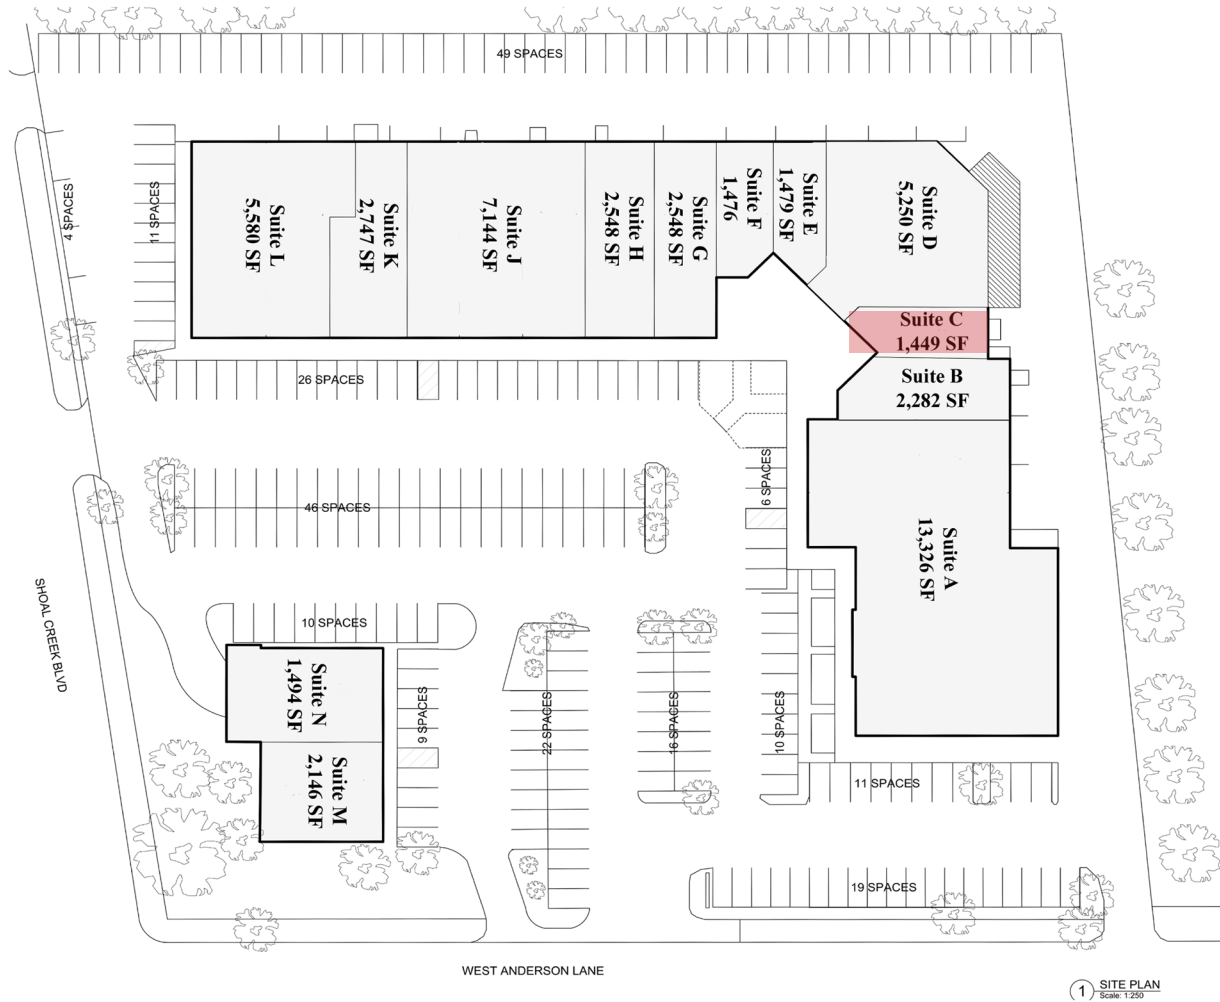 49 SPACES
4 SPACES
11 SPACES
Suite L
5,580 SF
Suite K
2,747 SF
Suite J
7,144 SF
Suite H
2,548 SF
Suite G
2,548 SF
Suite F
1,476
Suite E
1,479 SF
Suite D
5,250 SF
Suite C
1,449 SF
Suite B
2,282 SF
26 SPACES
6 SPACES
46 SPACES
Suite A
13,326 SF
SHOAL CREEK BLVD
10 SPACES
Suite N
1,494 SF
9 SPACES
22 SPACES
16 SPACES
10 SPACES
Suite M
2,146 SF
11 SPACES
19 SPACES
WEST ANDERSON LANE
1 SITE PLAN
Scale: 1:250